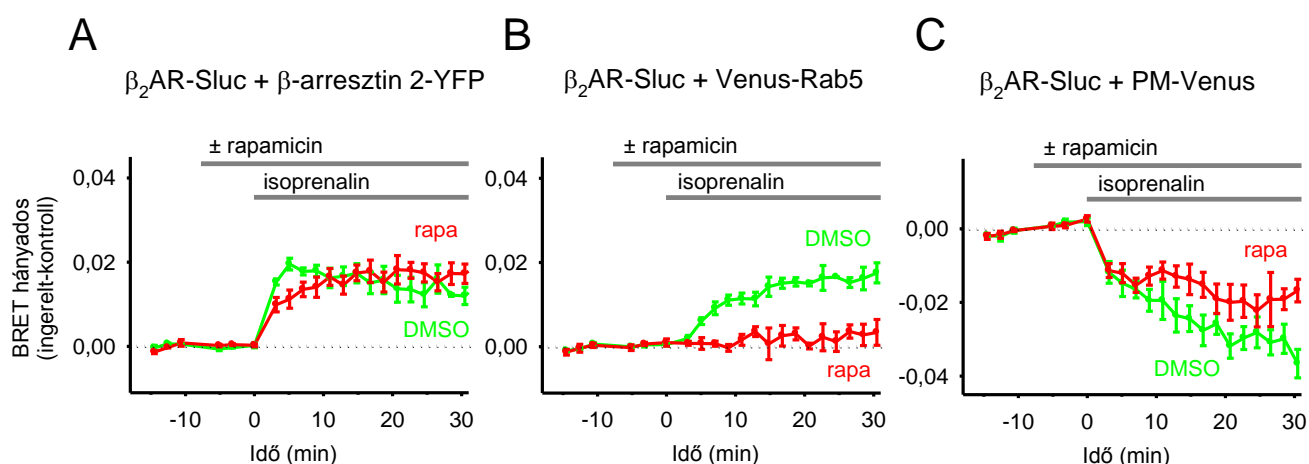 A
β₂AR-Sluc + β-arresztin 2-YFP
± rapamicin
isoprenalin
0,04
0,02
0,00
rapa
DMSO
BRET hányados
(ingerelt-kontroll)
-10
0
10
20
30
Idő (min)
B
β₂AR-Sluc + Venus-Rab5
± rapamicin
isoprenalin
0,04
0,02
0,00
DMSO
rapa
-10
0
10
20
30
Idő (min)
C
β₂AR-Sluc + PM-Venus
± rapamicin
isoprenalin
0,00
-0,02
-0,04
rapa
DMSO
-10
0
10
20
30
Idő (min)